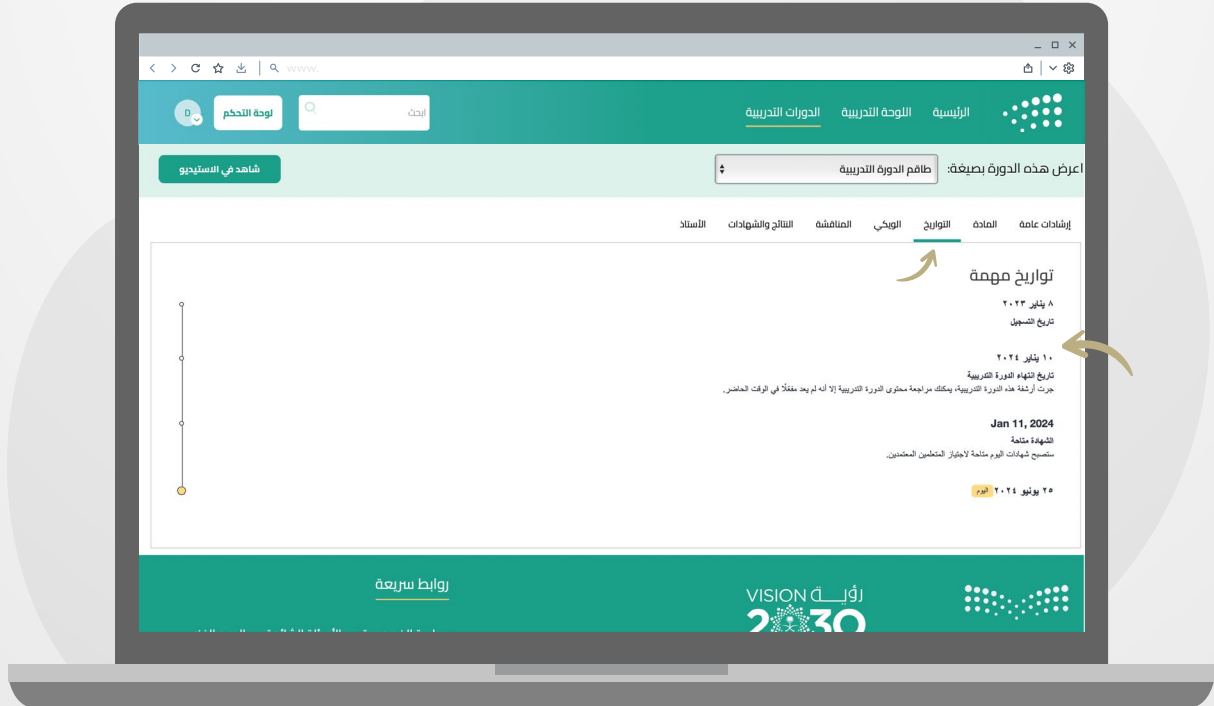 www.
الرئيسية اللوحة التدريبية الدورات التدريبية ابحث لوحة التحكم D
اعرض هذه الدورة بصيغة: طاقم الدورة التدريبية شاهد في الاستيديو
إرشادات عامة المادة التواريخ الويكي المناقشة النتائج والشهادات الأستاذ
تواريخ مهمة
٨ يناير ٢٠٢٣
تاريخ التسجيل
١٠ يناير ٢٠٢٤
تاريخ انتهاء الدورة التدريبية
جرت أرشفة هذه الدورة التدريبية، يمكنك مراجعة محتوى الدورة التدريبية إلا أنه لم يعد مفعّلًا في الوقت الحاضر.
Jan 11, 2024
الشهادة متاحة
ستصبح شهادات اليوم متاحة لاجتياز المتعلمين المعتمدين.
٢٥ يونيو ٢٠٢٤ اليوم
رؤيــة VISION
2030
روابط سريعة